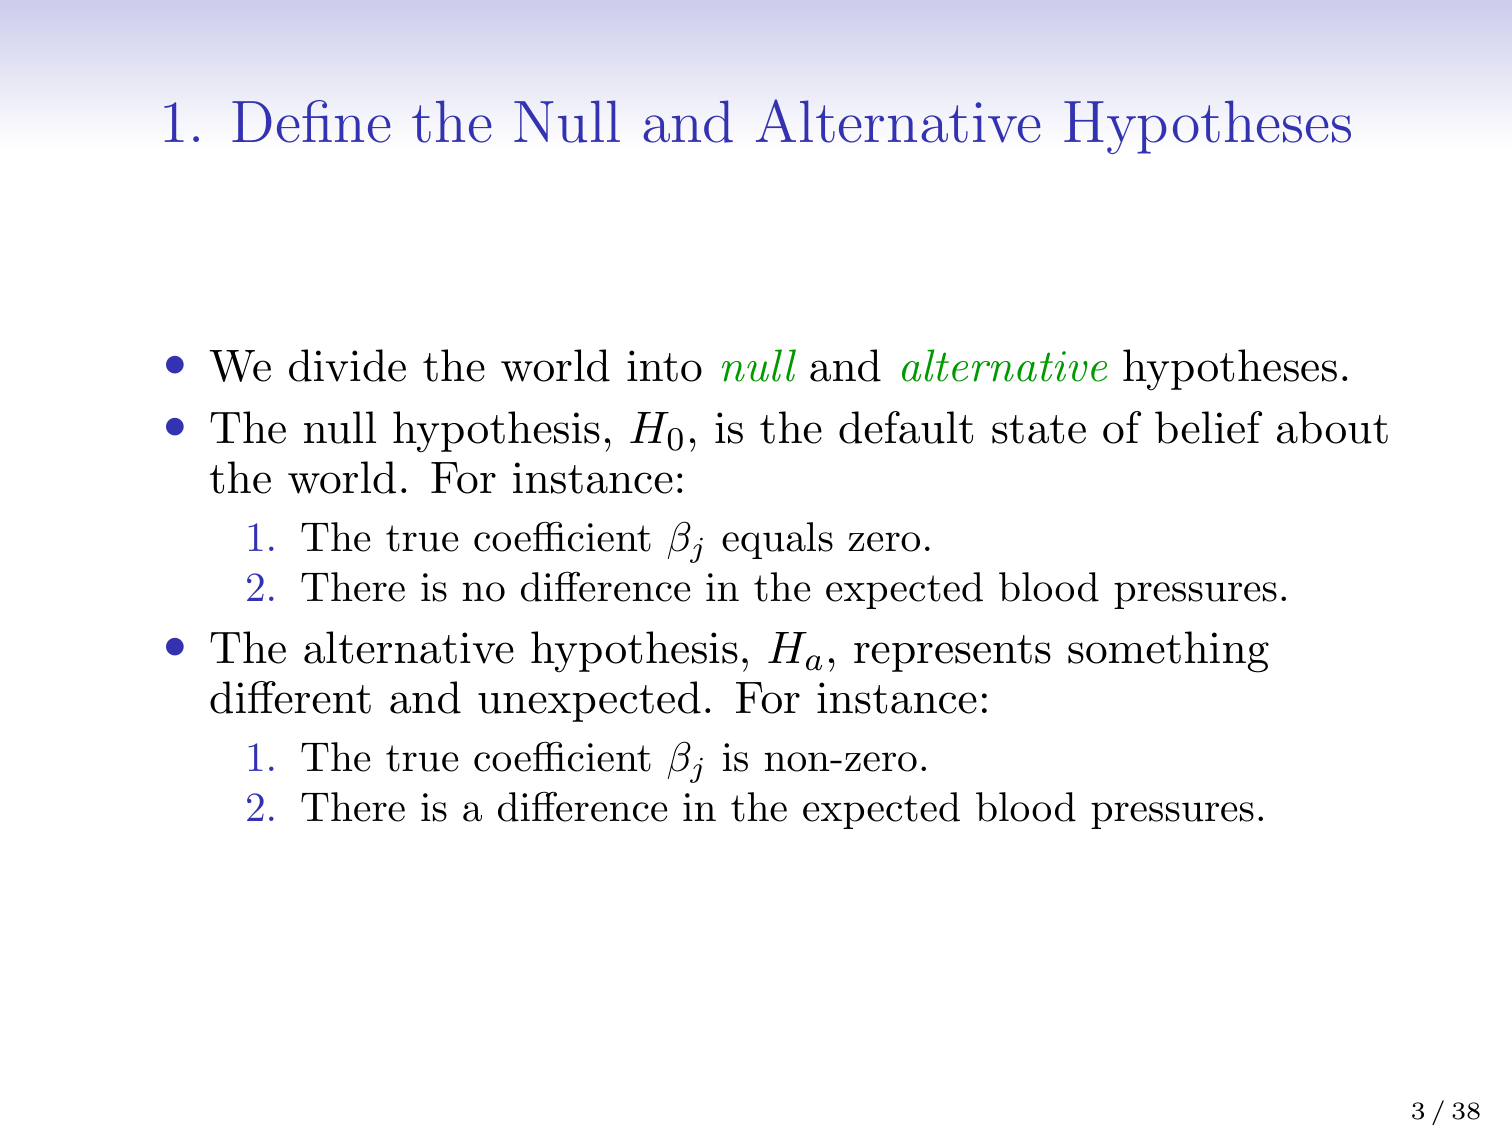 1. Define the Null and Alternative Hypotheses
• We divide the world into null and alternative hypotheses.
• The null hypothesis, H₀, is the default state of belief about
the world. For instance:
1. The true coefficient βⱼ equals zero.
2. There is no difference in the expected blood pressures.
• The alternative hypothesis, Hₐ, represents something
different and unexpected. For instance:
1. The true coefficient βⱼ is non-zero.
2. There is a difference in the expected blood pressures.
3 / 38